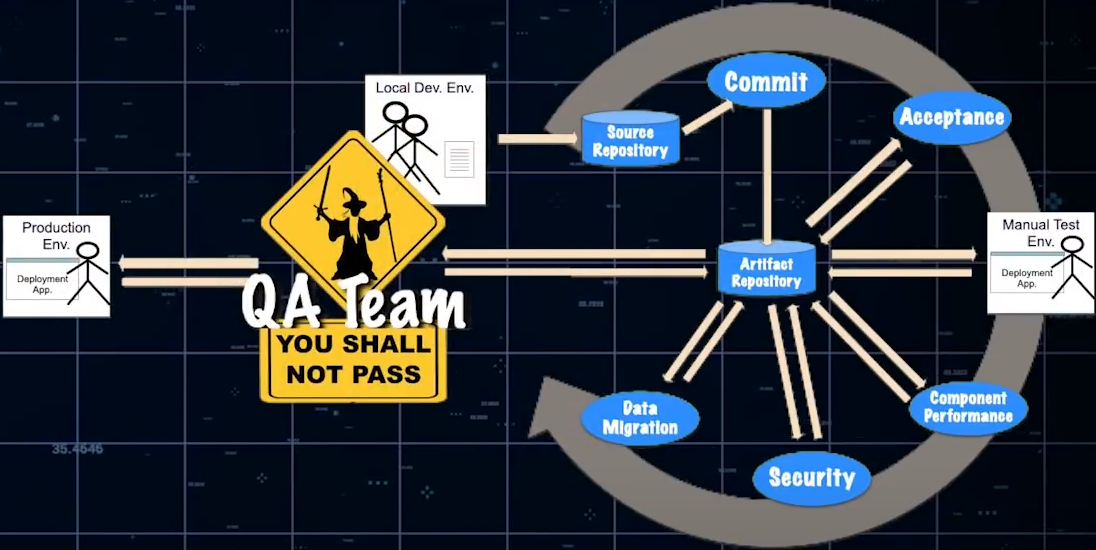 Local Dev. Env.
Commit
Acceptance
Source
Repository
Production
Env.
Deployment
App.
Manual Test
Env.
Deployment
App.
Artifact
Repository
QA Team
YOU SHALL
NOT PASS
Data
Migration
Component
Performance
Security
35.4545